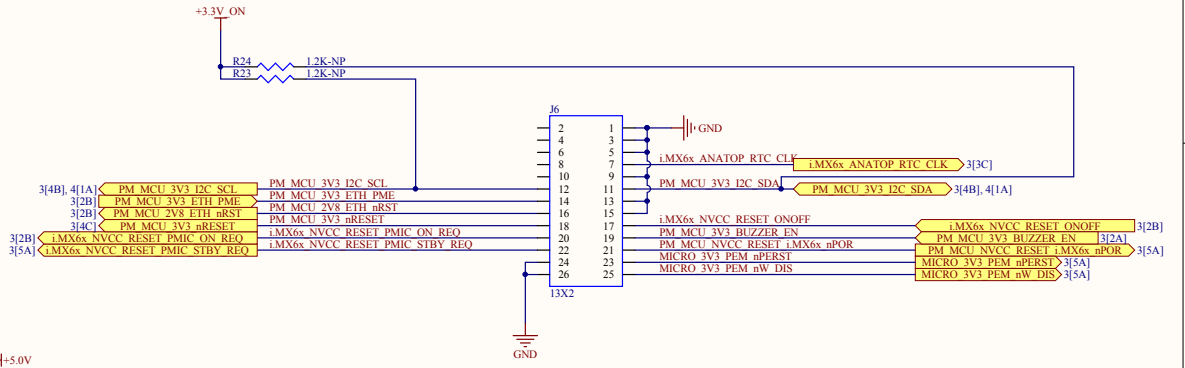 +3.3V_ON
R24 1.2K-NP
R23 1.2K-NP
J6
2 1 GND
4 3
6 5
8 7 i.MX6x_ANATOP_RTC_CLK i.MX6x_ANATOP_RTC_CLK 3[3C]
10 9
3[4B], 4[1A] PM_MCU_3V3_I2C_SCL PM_MCU_3V3_I2C_SCL 12 11 PM_MCU_3V3_I2C_SDA PM_MCU_3V3_I2C_SDA 3[4B], 4[1A]
3[2B] PM_MCU_3V3_ETH_PME PM_MCU_3V3_ETH_PME 14 13
3[2B] PM_MCU_2V8_ETH_nRST PM_MCU_2V8_ETH_nRST 16 15
3[4C] PM_MCU_3V3_nRESET PM_MCU_3V3_nRESET 18 17 i.MX6x_NVCC_RESET_ONOFF i.MX6x_NVCC_RESET_ONOFF 3[2B]
3[2B] i.MX6x_NVCC_RESET_PMIC_ON_REQ i.MX6x_NVCC_RESET_PMIC_ON_REQ 20 19 PM_MCU_3V3_BUZZER_EN PM_MCU_3V3_BUZZER_EN 3[2A]
3[5A] i.MX6x_NVCC_RESET_PMIC_STBY_REQ i.MX6x_NVCC_RESET_PMIC_STBY_REQ 22 21 PM_MCU_NVCC_RESET_i.MX6x_nPOR PM_MCU_NVCC_RESET_i.MX6x_nPOR 3[5A]
24 23 MICRO_3V3_PEM_nPERST MICRO_3V3_PEM_nPERST 3[5A]
26 25 MICRO_3V3_PEM_nW_DIS MICRO_3V3_PEM_nW_DIS 3[5A]
13X2
GND
+5.0V